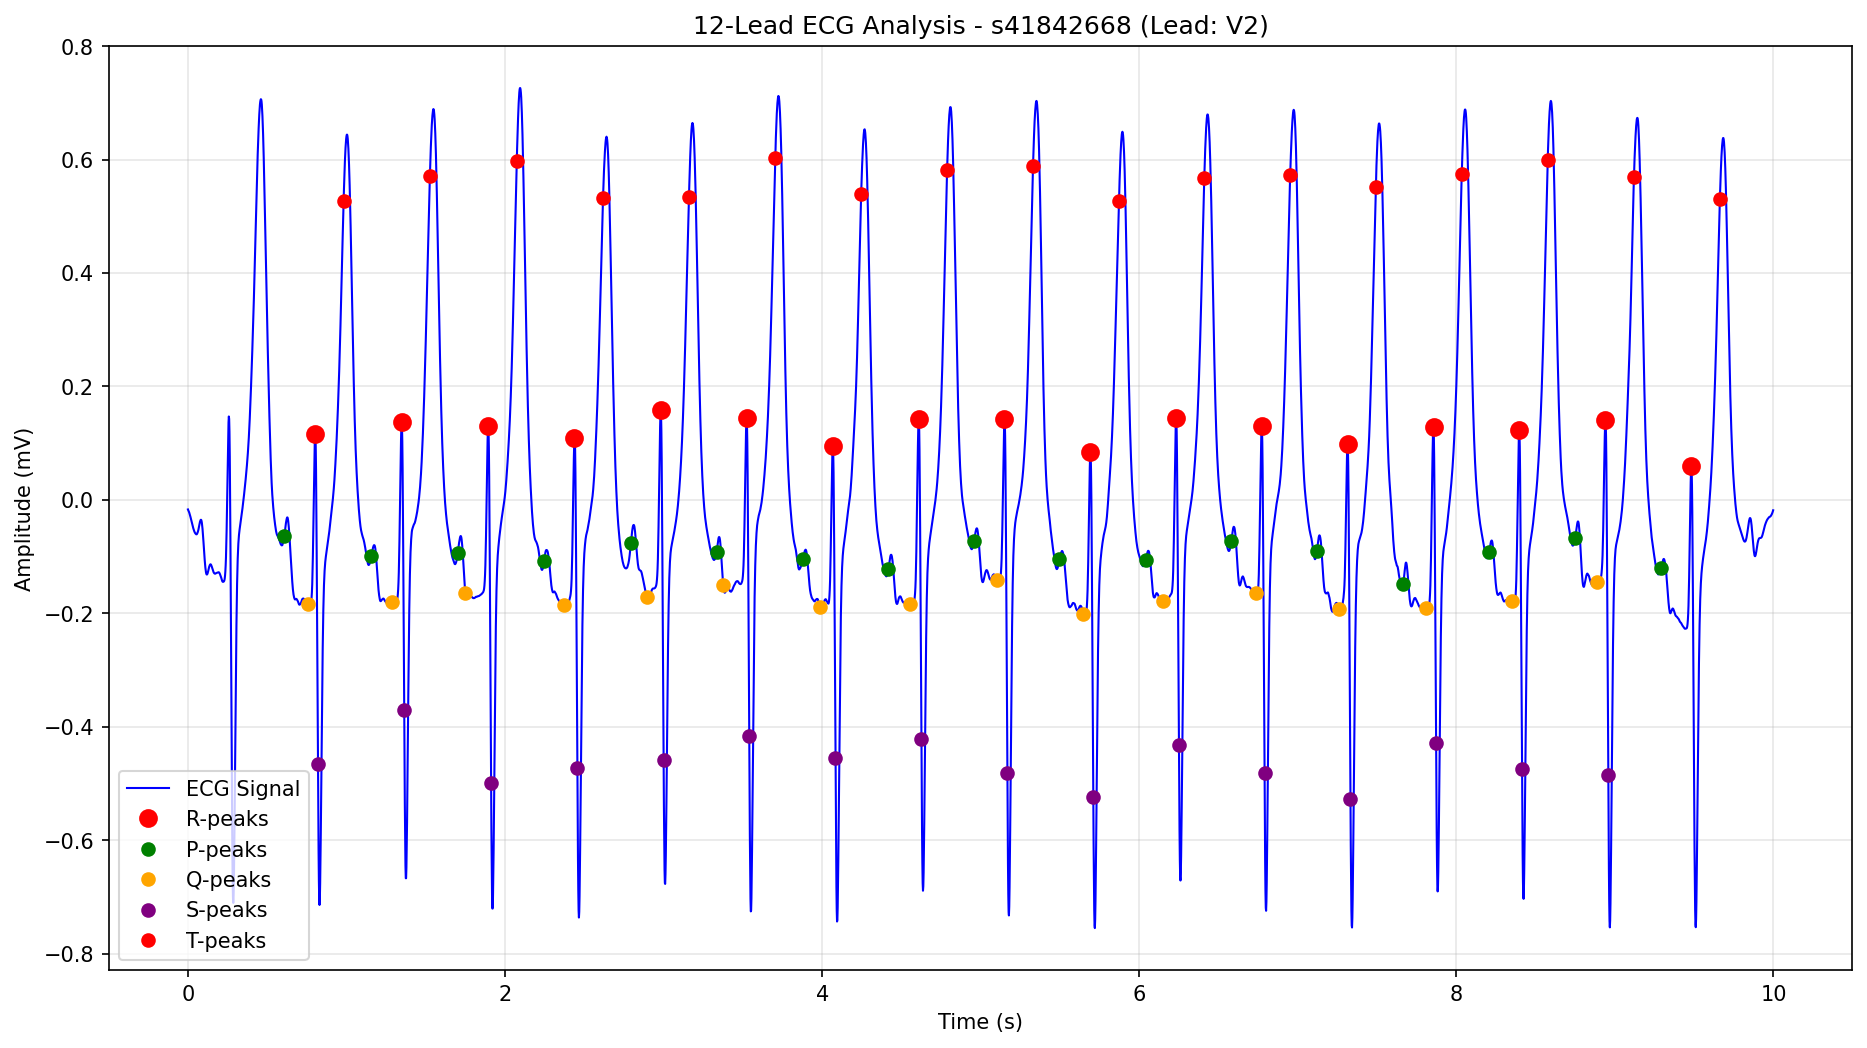 12-Lead ECG Analysis - s41842668 (Lead: V2)
Amplitude (mV)
0.8
0.6
0.4
0.2
0.0
−0.2
−0.4
−0.6
−0.8
ECG Signal
R-peaks
P-peaks
Q-peaks
S-peaks
T-peaks
0 2 4 6 8 10
Time (s)